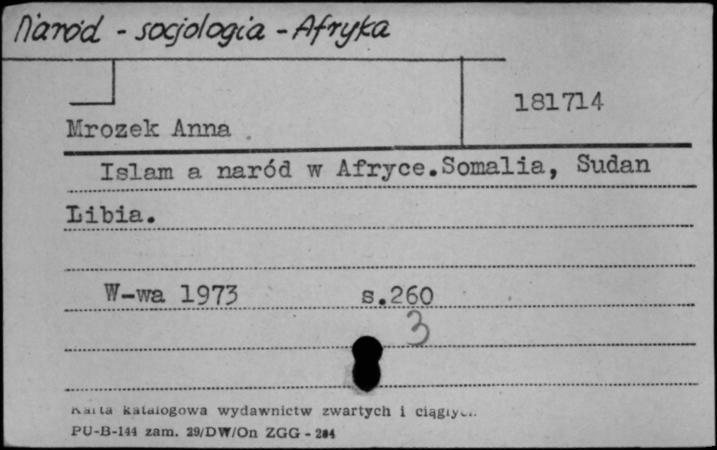 Naród - socjologia - Afryka
181714
Mrozek Anna
Islam a naród w Afryce.Somalia, Sudan
Libia.
W-wa 1973 s.260
3
Karta katalogowa wydawnictw zwartych i ciągłych
PU-B-144 zam. 29/DW/On ZGG - 284